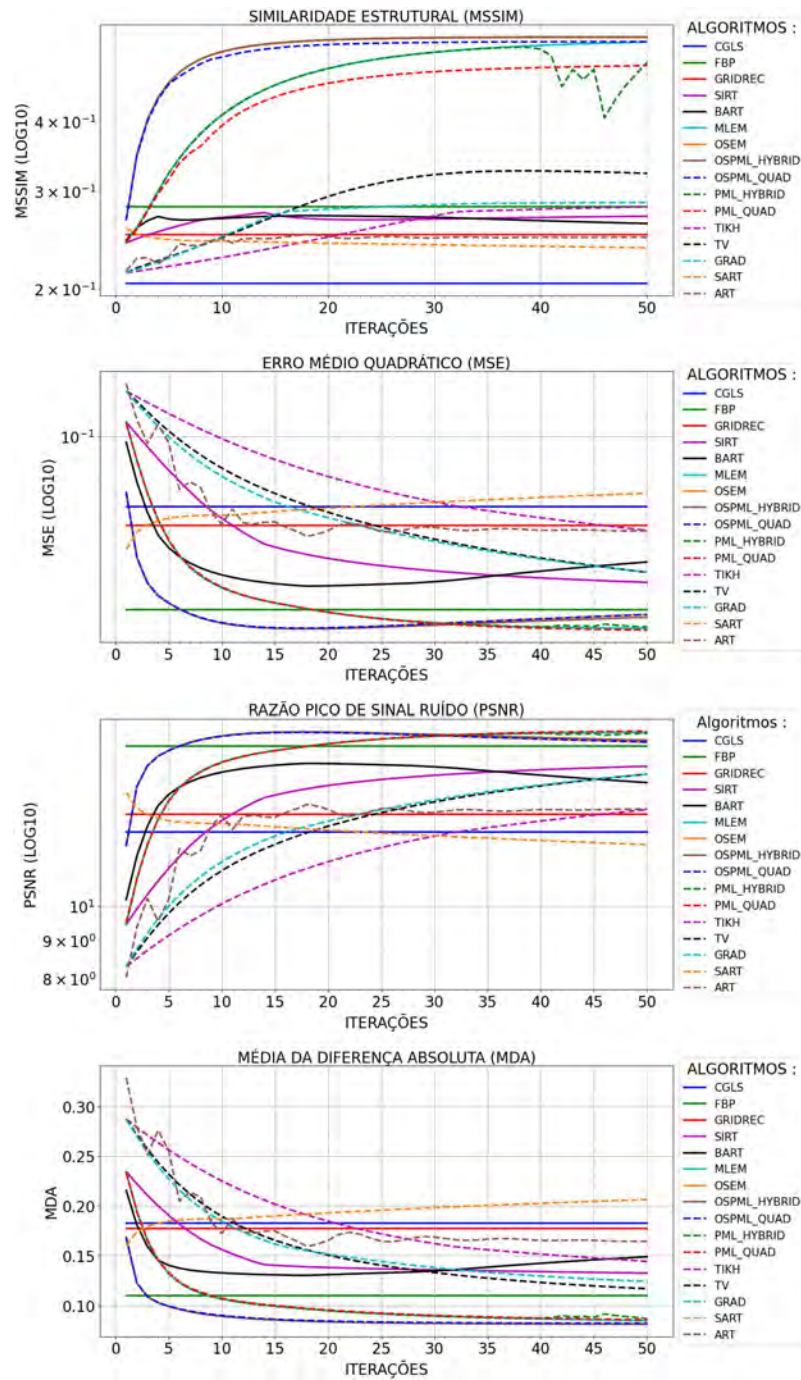 SIMILARIDADE ESTRUTURAL (MSSIM)
MSSIM (LOG10)
4 × 10⁻¹
3 × 10⁻¹
2 × 10⁻¹
0 5 10 15 20 25 30 35 40 45 50
ITERAÇÕES
ALGORITMOS :
CGLS
FBP
GRIDREC
SIRT
BART
MLEM
OSEM
OSPML_HYBRID
OSPML_QUAD
PML_HYBRID
PML_QUAD
TIKH
TV
GRAD
SART
ART
ERRO MÉDIO QUADRÁTICO (MSE)
MSE (LOG10)
10⁻¹
0 5 10 15 20 25 30 35 40 45 50
ITERAÇÕES
ALGORITMOS :
CGLS
FBP
GRIDREC
SIRT
BART
MLEM
OSEM
OSPML_HYBRID
OSPML_QUAD
PML_HYBRID
PML_QUAD
TIKH
TV
GRAD
SART
ART
RAZÃO PICO DE SINAL RUÍDO (PSNR)
PSNR (LOG10)
10¹
9 × 10⁰
8 × 10⁰
0 5 10 15 20 25 30 35 40 45 50
ITERAÇÕES
Algoritmos :
CGLS
FBP
GRIDREC
SIRT
BART
MLEM
OSEM
OSPML_HYBRID
OSPML_QUAD
PML_HYBRID
PML_QUAD
TIKH
TV
GRAD
SART
ART
MÉDIA DA DIFERENÇA ABSOLUTA (MDA)
MDA
0.30
0.25
0.20
0.15
0.10
0 5 10 15 20 25 30 35 40 45 50
ITERAÇÕES
ALGORITMOS :
CGLS
FBP
GRIDREC
SIRT
BART
MLEM
OSEM
OSPML_HYBRID
OSPML_QUAD
PML_HYBRID
PML_QUAD
TIKH
TV
GRAD
SART
ART